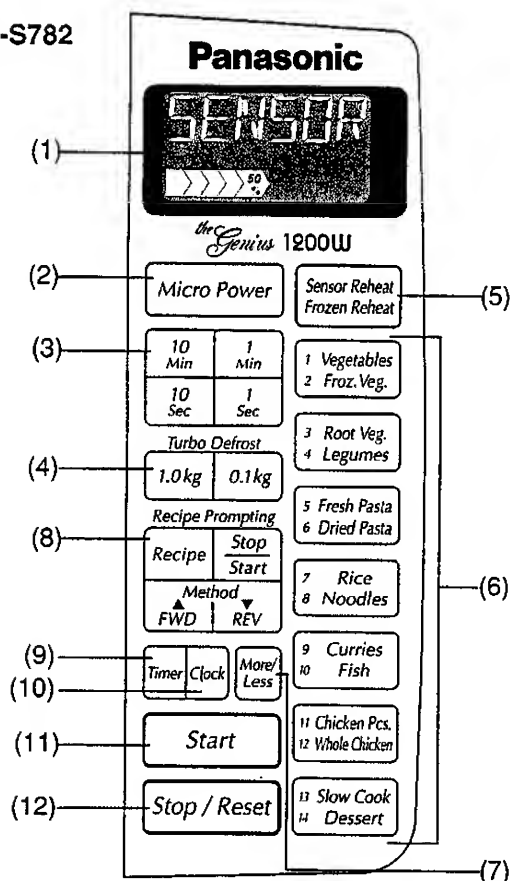 -S782
Panasonic
SENSOR
50
(1)
the Genius 1200W
(2)
Micro Power
Sensor Reheat
Frozen Reheat
(5)
(3)
10 Min
1 Min
10 Sec
1 Sec
1 Vegetables
2 Froz. Veg.
Turbo Defrost
(4)
1.0 kg
0.1 kg
3 Root Veg.
4 Legumes
Recipe Prompting
(8)
Recipe
Stop
Start
Method
▲ FWD
▼ REV
5 Fresh Pasta
6 Dried Pasta
7 Rice
8 Noodles
(6)
(9)
(10)
Timer
Clock
More/
Less
9 Curries
10 Fish
(11)
Start
11 Chicken Pcs.
12 Whole Chicken
(12)
Stop / Reset
13 Slow Cook
14 Dessert
(7)